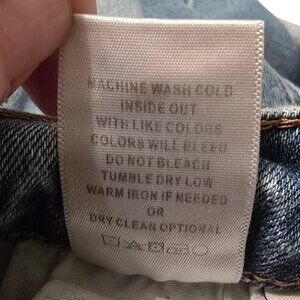 MACHINE WASH COLD
INSIDE OUT
WITH LIKE COLORS
COLORS WILL BLEED
DO NOT BLEACH
TUMBLE DRY LOW
WARM IRON IF NEEDED
OR
DRY CLEAN OPTIONAL